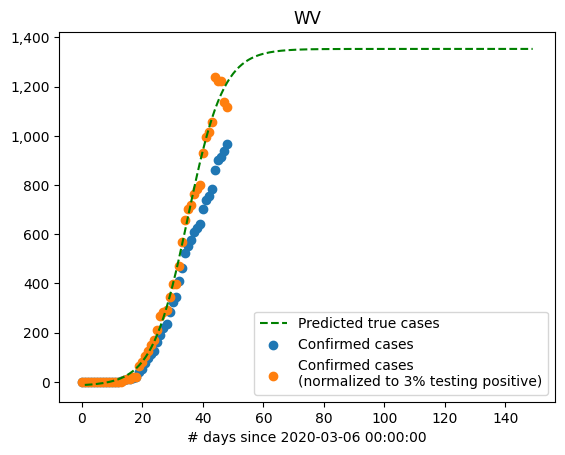 WV
1,400
1,200
1,000
800
600
400
200
0
Predicted true cases
Confirmed cases
Confirmed cases
(normalized to 3% testing positive)
0 20 40 60 80 100 120 140
# days since 2020-03-06 00:00:00